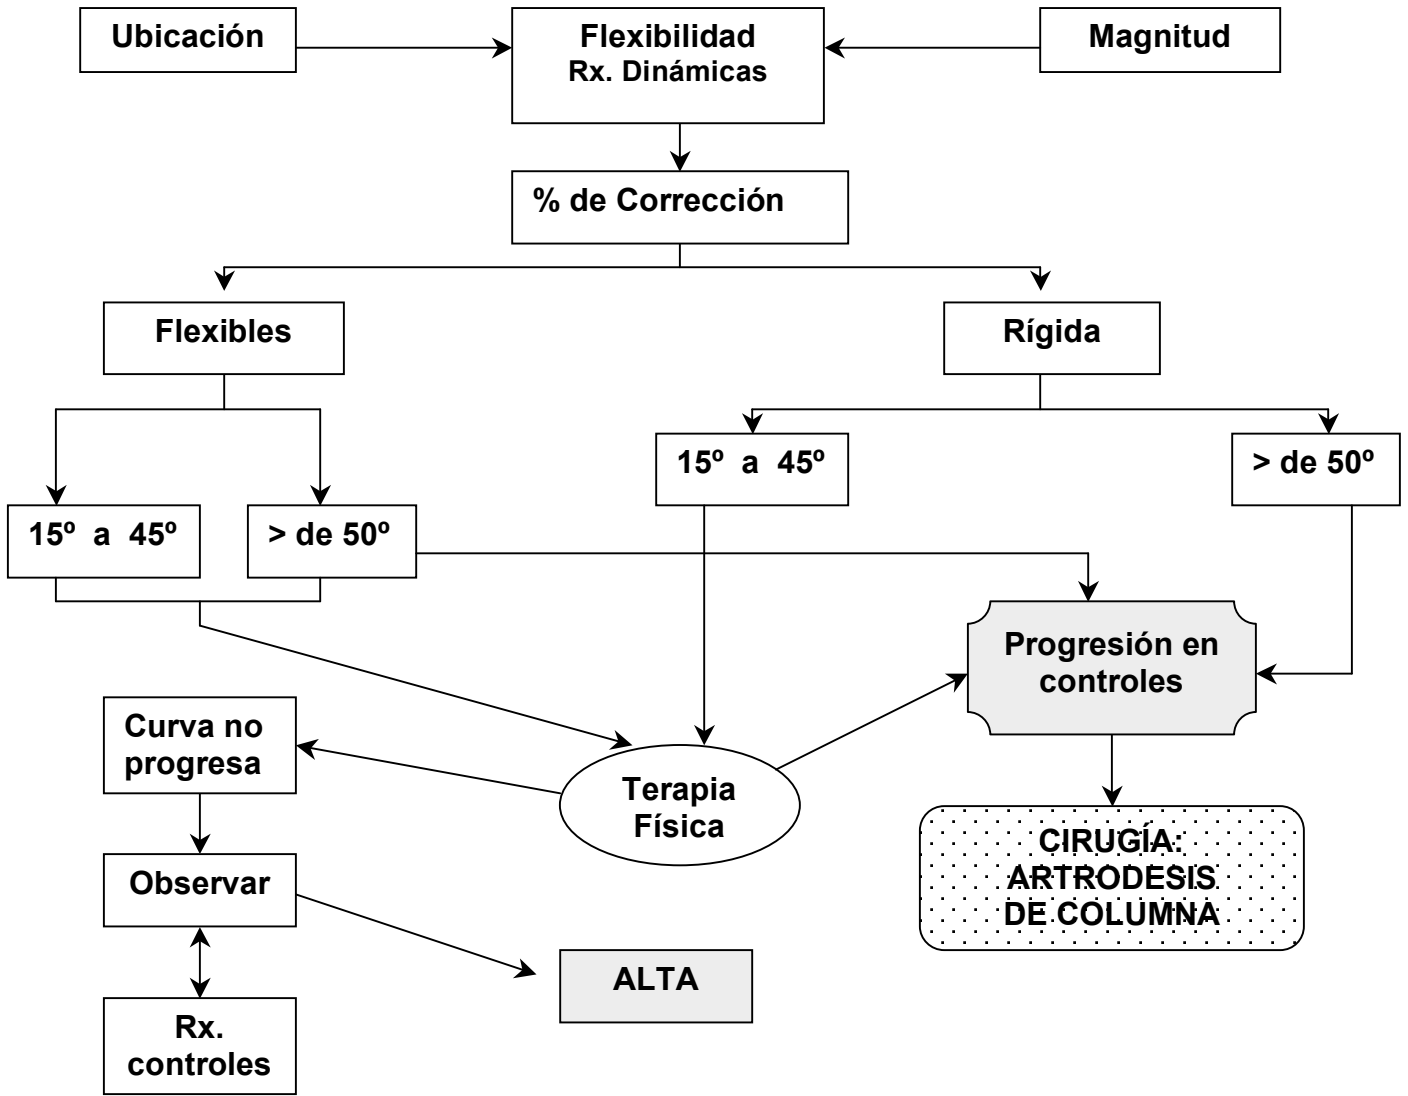 Ubicación
Flexibilidad
Magnitud
Rx. Dinámicas
% de Corrección
Flexibles
Rígida
15º a 45º
> de 50º
15º a 45º
> de 50º
Progresión en
controles
Curva no
progresa
Terapia
Física
CIRUGÍA:
ARTRODESIS
DE COLUMNA
Observar
ALTA
Rx.
controles